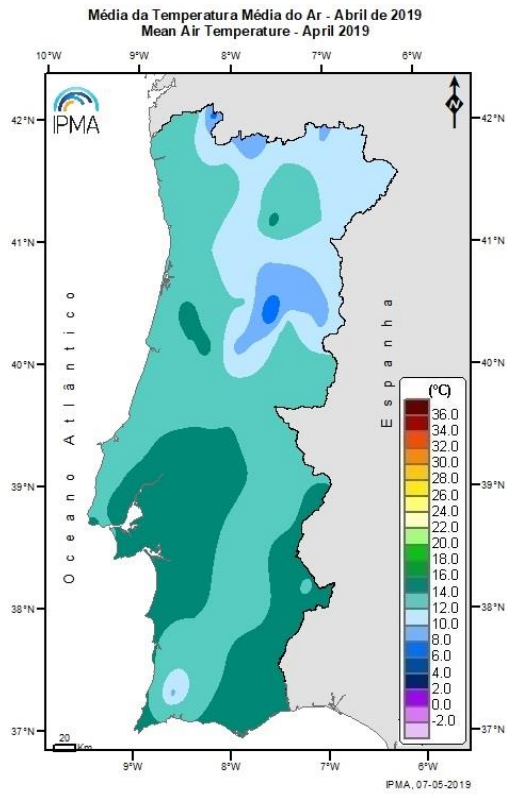 Média da Temperatura Média do Ar - Abril de 2019
Mean Air Temperature - April 2019
10°W 9°W 8°W 7°W 6°W
IPMA
N
42°N 42°N
41°N 41°N
40°N 40°N
39°N 39°N
38°N 38°N
37°N 37°N
Oceano Atlântico
Espanha
(°C)
36.0
34.0
32.0
30.0
28.0
26.0
24.0
22.0
20.0
18.0
16.0
14.0
12.0
10.0
8.0
6.0
4.0
2.0
0.0
-2.0
20
Km
9°W 8°W 7°W 6°W
IPMA, 07-05-2019